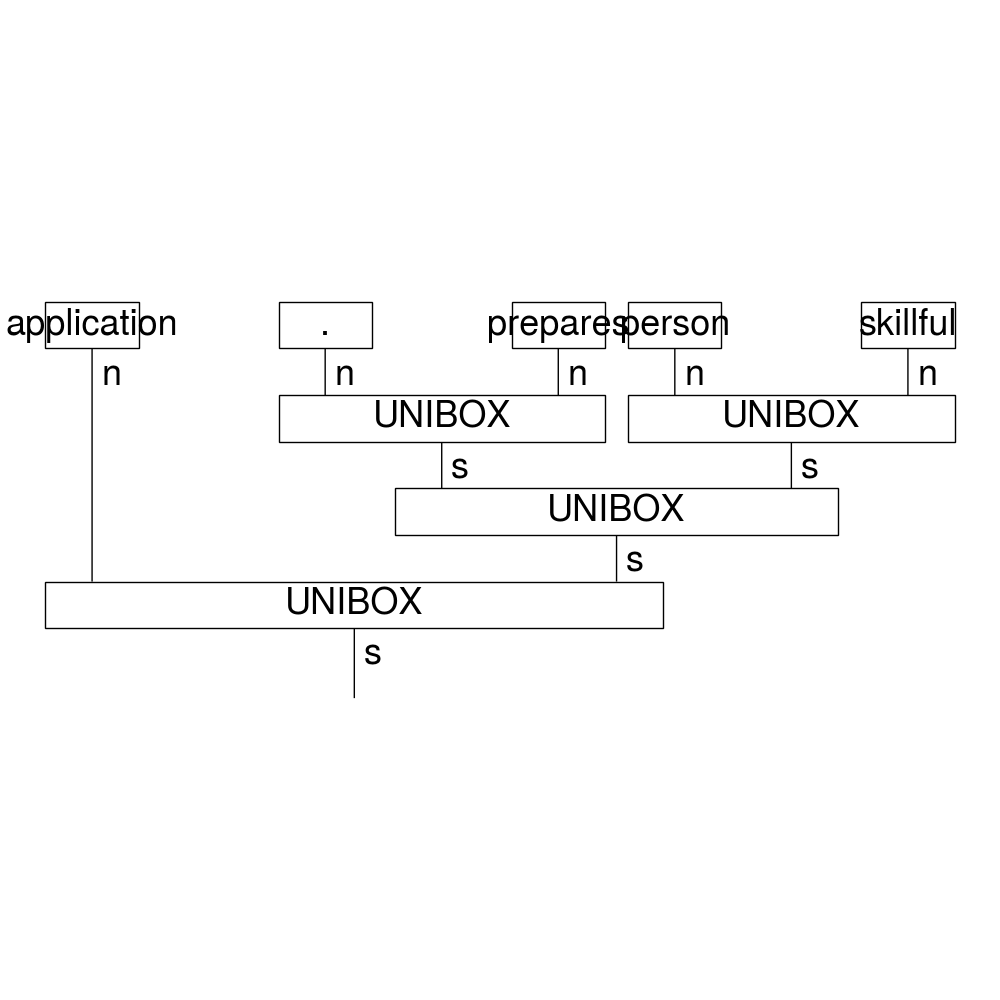 application . prepares person skillful
n n n n n
UNIBOX UNIBOX
s s
UNIBOX
s
UNIBOX
s